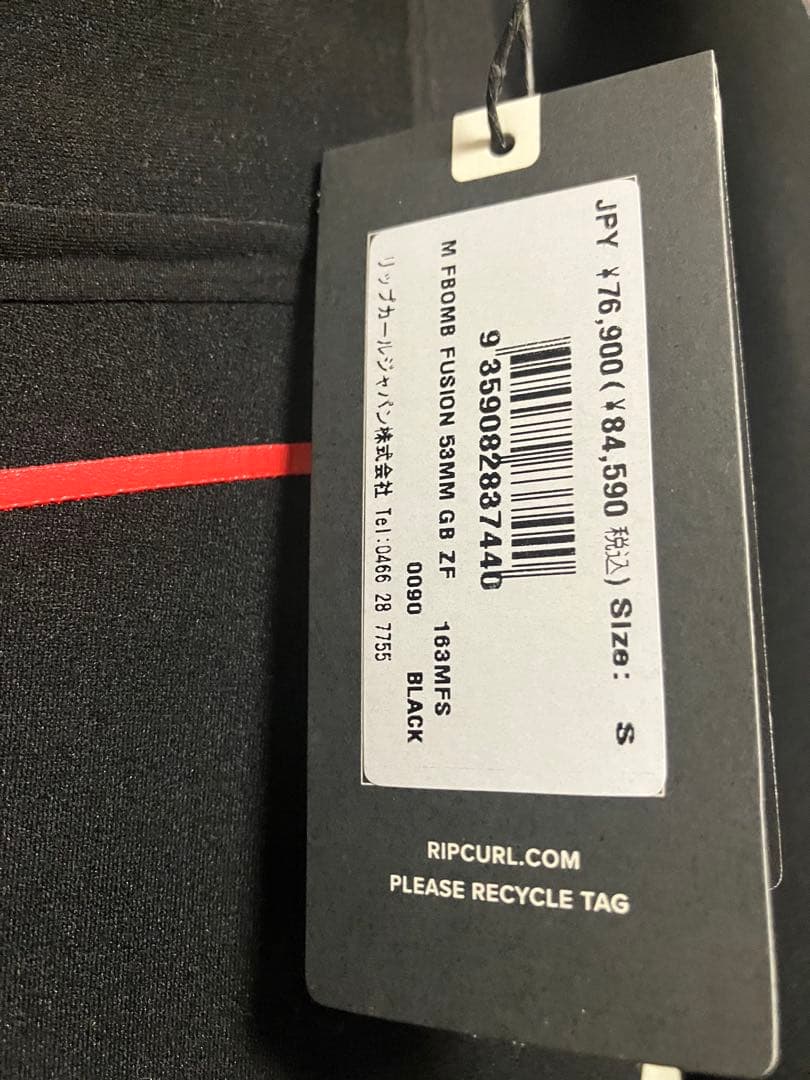 JPY ¥76,900(¥84,590 税込) Size: S
9 359082837440
M FBOMB FUSION 53MM GB ZF 163MFS
0090 BLACK
リップカールジャパン株式会社 Tel:0466 28 7755
RIPCURL.COM
PLEASE RECYCLE TAG